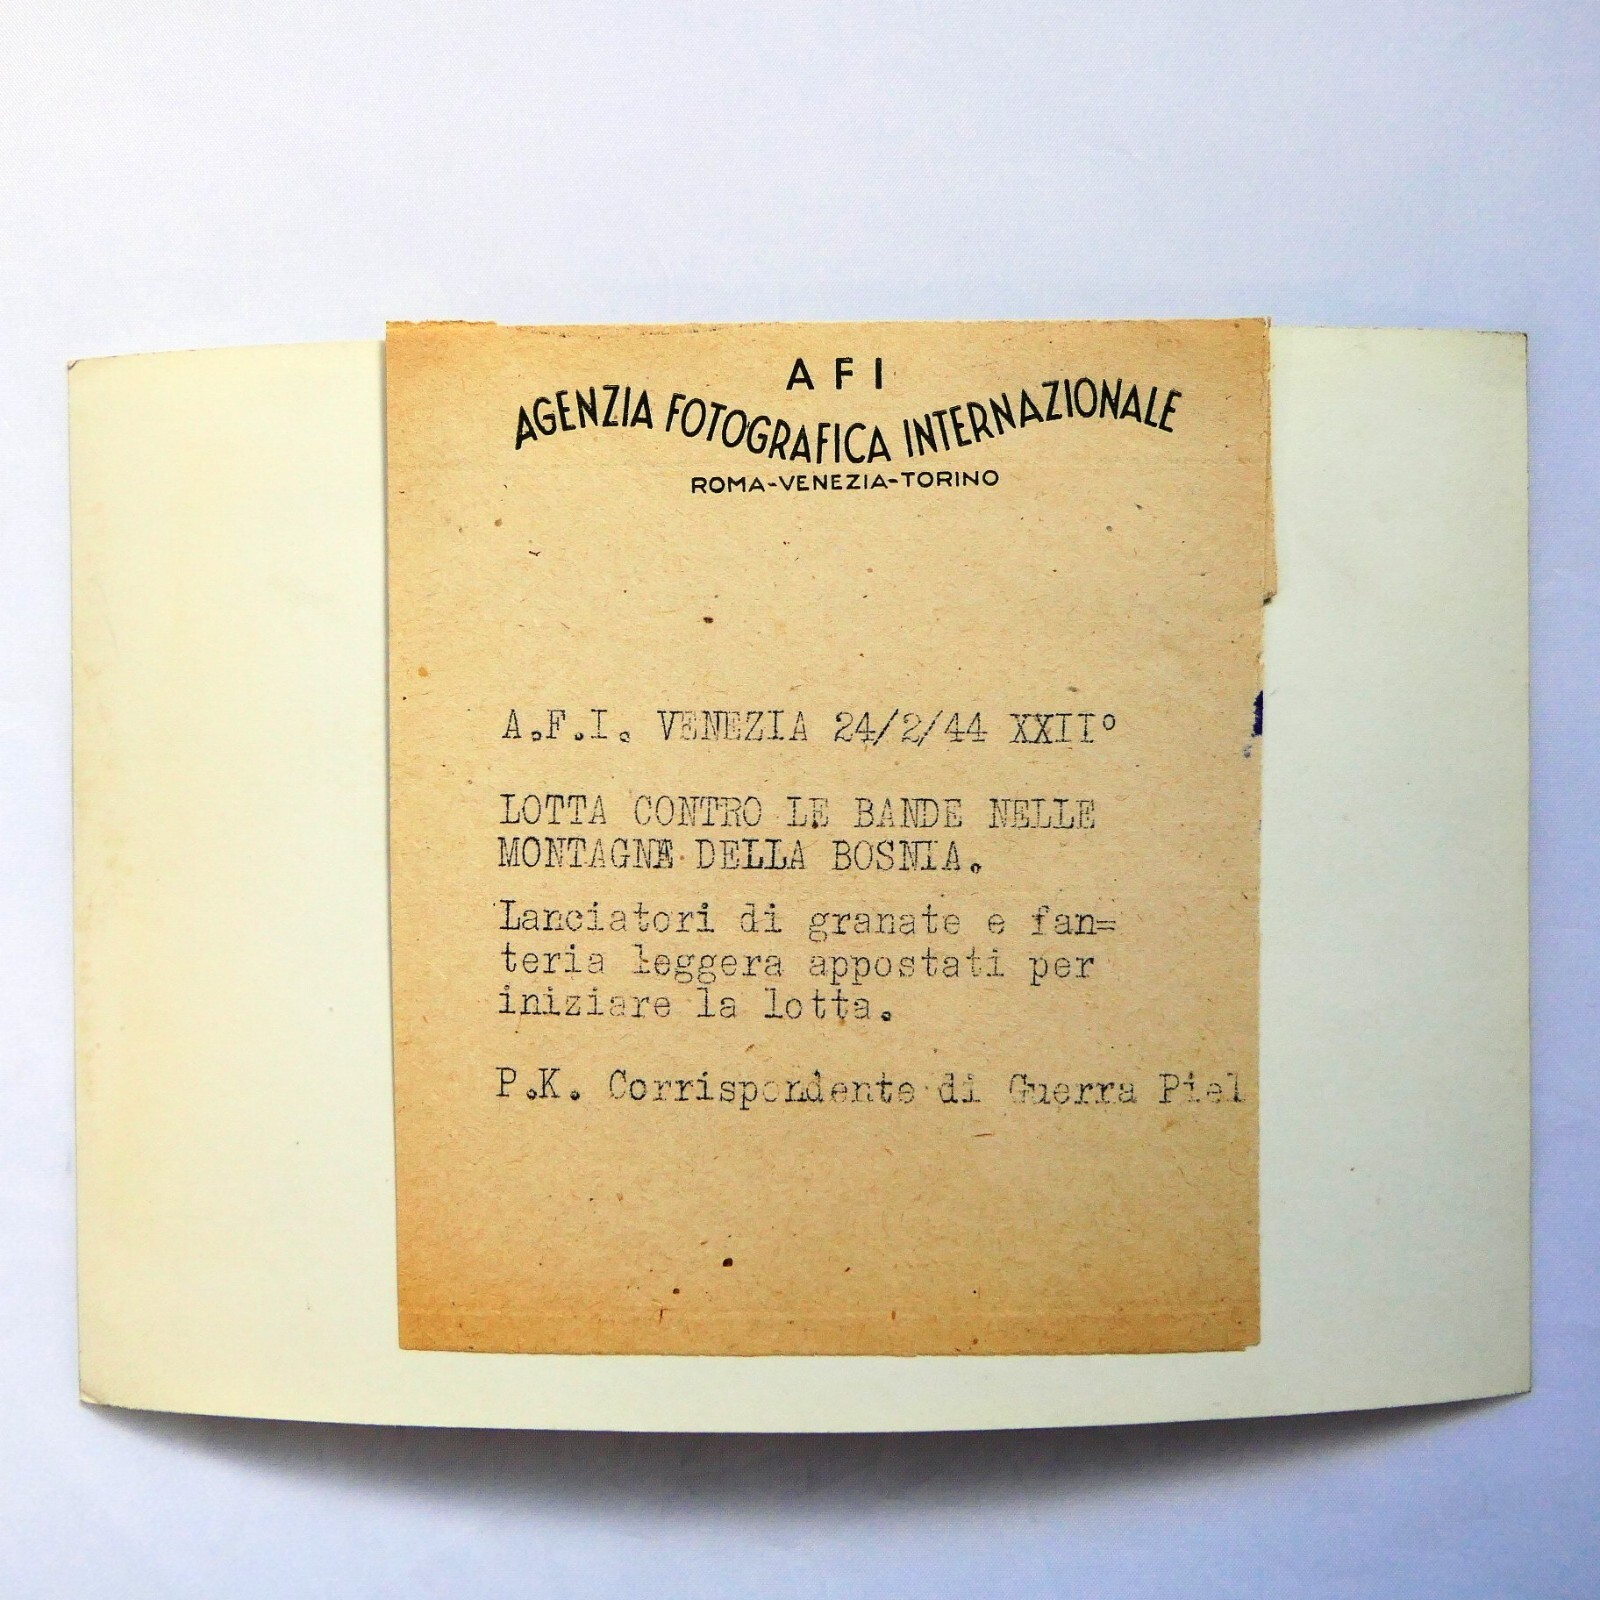 A F I
AGENZIA FOTOGRAFICA INTERNAZIONALE
ROMA-VENEZIA-TORINO
A.F.I. VENEZIA 24/2/44 XXII°
LOTTA CONTRO LE BANDE NELLE
MONTAGNE DELLA BOSNIA.
Lanciatori di granate e fan=
teria leggera appostati per
iniziare la lotta.
P.K. Corrispondente di Guerra Piel